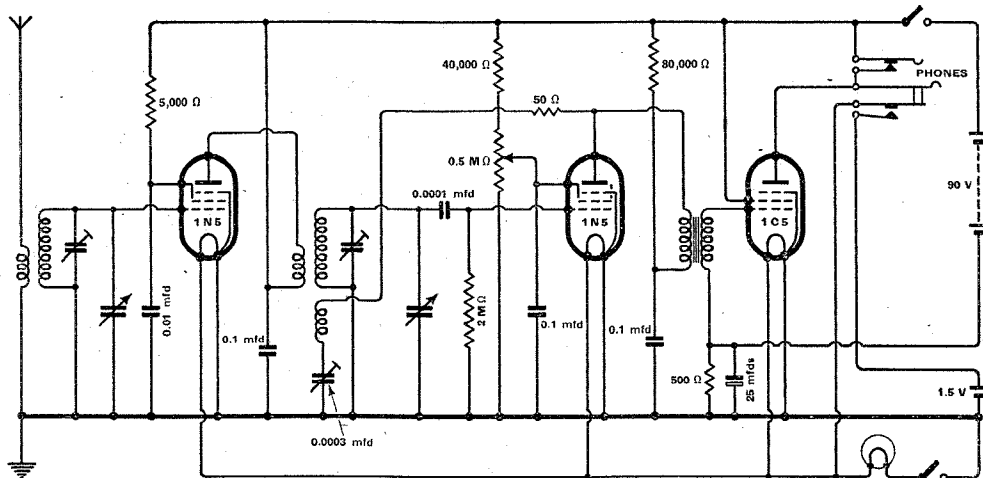 PHONES
40,000 Ω
80,000 Ω
5,000 Ω
50 Ω
0.5 M Ω
90 V
0.0001 mfd
1N5
1N5
1C5
0.01 mfd
2 M Ω
0.1 mfd
0.1 mfd
0.1 mfd
500 Ω
25 mfds
1.5 V
0.0003 mfd